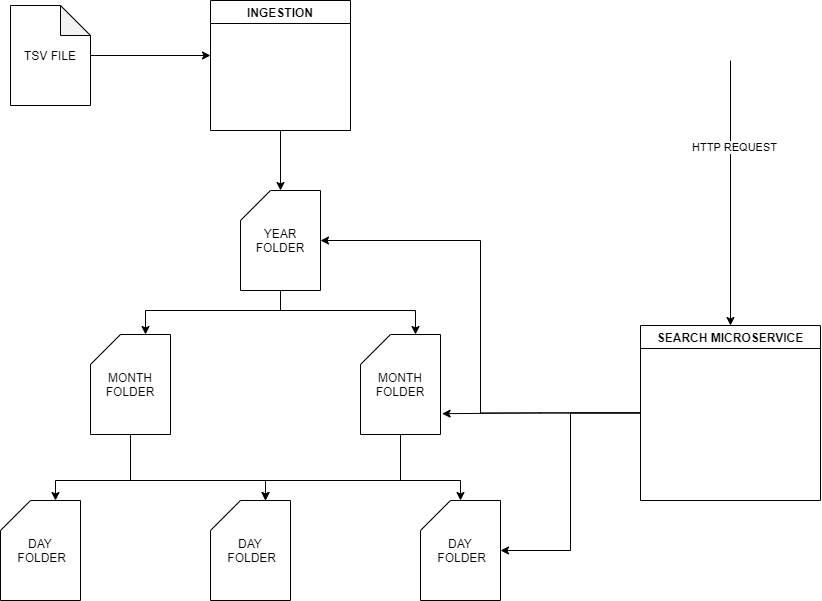 INGESTION
TSV FILE
HTTP REQUEST
YEAR
FOLDER
SEARCH MICROSERVICE
MONTH
FOLDER
MONTH
FOLDER
DAY
FOLDER
DAY
FOLDER
DAY
FOLDER